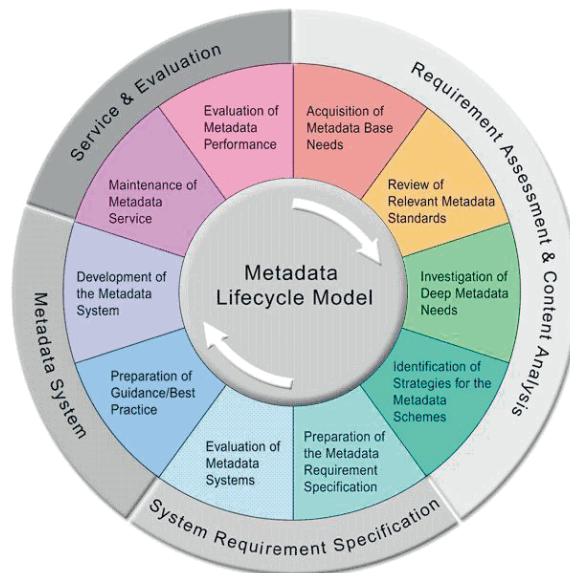 Metadata
Lifecycle Model
Requirement Assessment & Content Analysis
Acquisition of
Metadata Base
Needs
Review of
Relevant Metadata
Standards
Investigation of
Deep Metadata
Needs
Identification of
Strategies for the
Metadata
Schemes
System Requirement Specification
Preparation of
the Metadata
Requirement
Specification
Evaluation of
Metadata
Systems
Metadata System
Preparation of
Guidance/Best
Practice
Development of
the Metadata
System
Service & Evaluation
Maintenance of
Metadata
Service
Evaluation of
Metadata
Performance